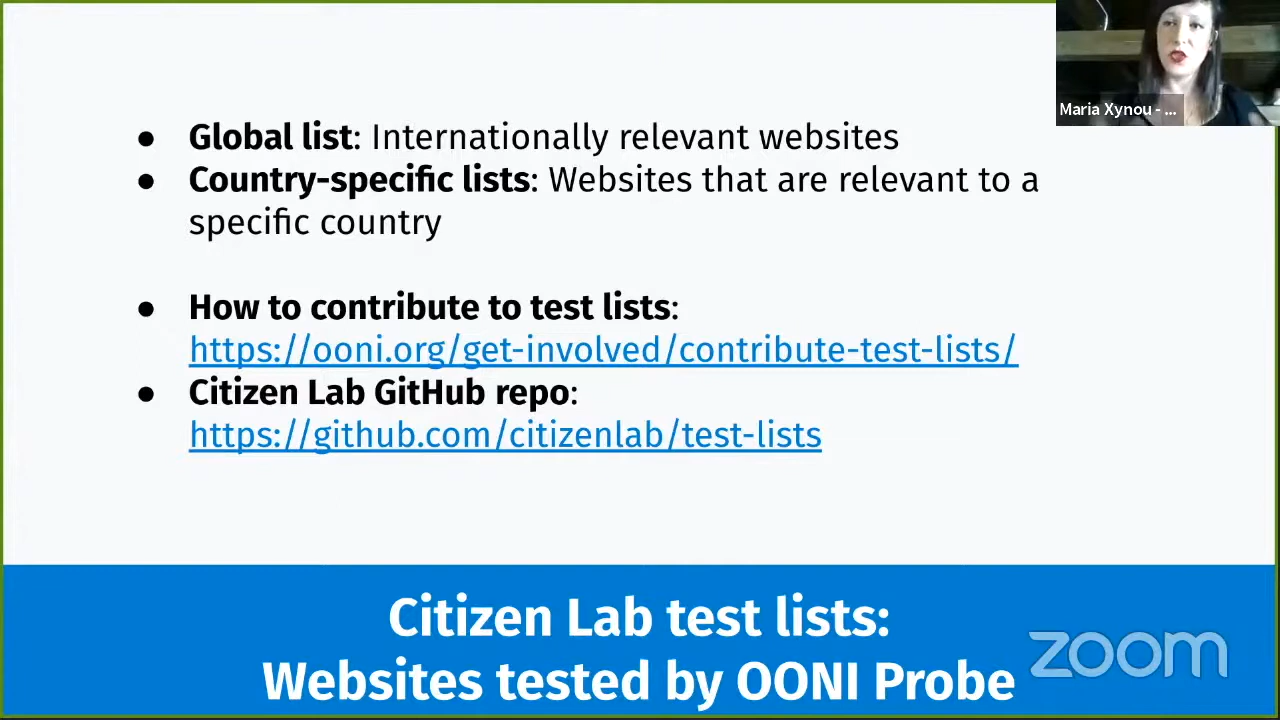 Maria Xynou - ...
● Global list: Internationally relevant websites
● Country-specific lists: Websites that are relevant to a
specific country
● How to contribute to test lists:
https://ooni.org/get-involved/contribute-test-lists/
● Citizen Lab GitHub repo:
https://github.com/citizenlab/test-lists
Citizen Lab test lists:
Websites tested by OONI Probe
zoom